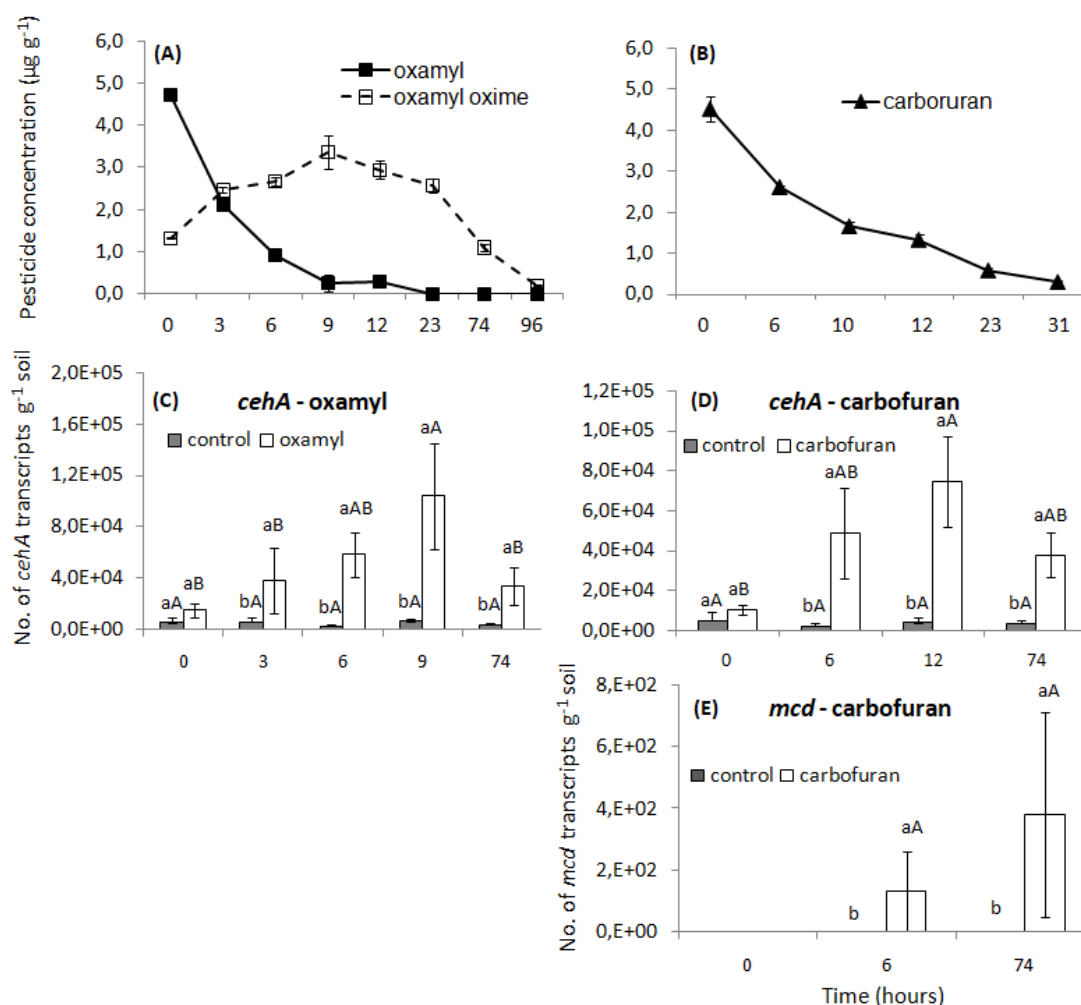 Pesticide concentration (µg g-1)
6,0
5,0
4,0
3,0
2,0
1,0
0,0
(A)
oxamyl
oxamyl oxime
0 3 6 9 12 23 74 96
6,0
5,0
4,0
3,0
2,0
1,0
0,0
(B)
carboruran
0 6 10 12 23 31
No. of cehA transcripts g-1 soil
2,0E+05
1,6E+05
1,2E+05
8,0E+04
4,0E+04
0,0E+00
(C) cehA - oxamyl
control oxamyl
aA aB bA aB bA aAB bA aA bA aB
0 3 6 9 74
1,2E+05
1,0E+05
8,0E+04
6,0E+04
4,0E+04
2,0E+04
0,0E+00
(D) cehA - carbofuran
control carbofuran
aA aB bA aAB bA aA bA aAB
0 6 12 74
No. of mcd transcripts g-1 soil
8,E+02
6,E+02
4,E+02
2,E+02
0,E+00
(E) mcd - carbofuran
control carbofuran
b aA b aA
0 6 74
Time (hours)